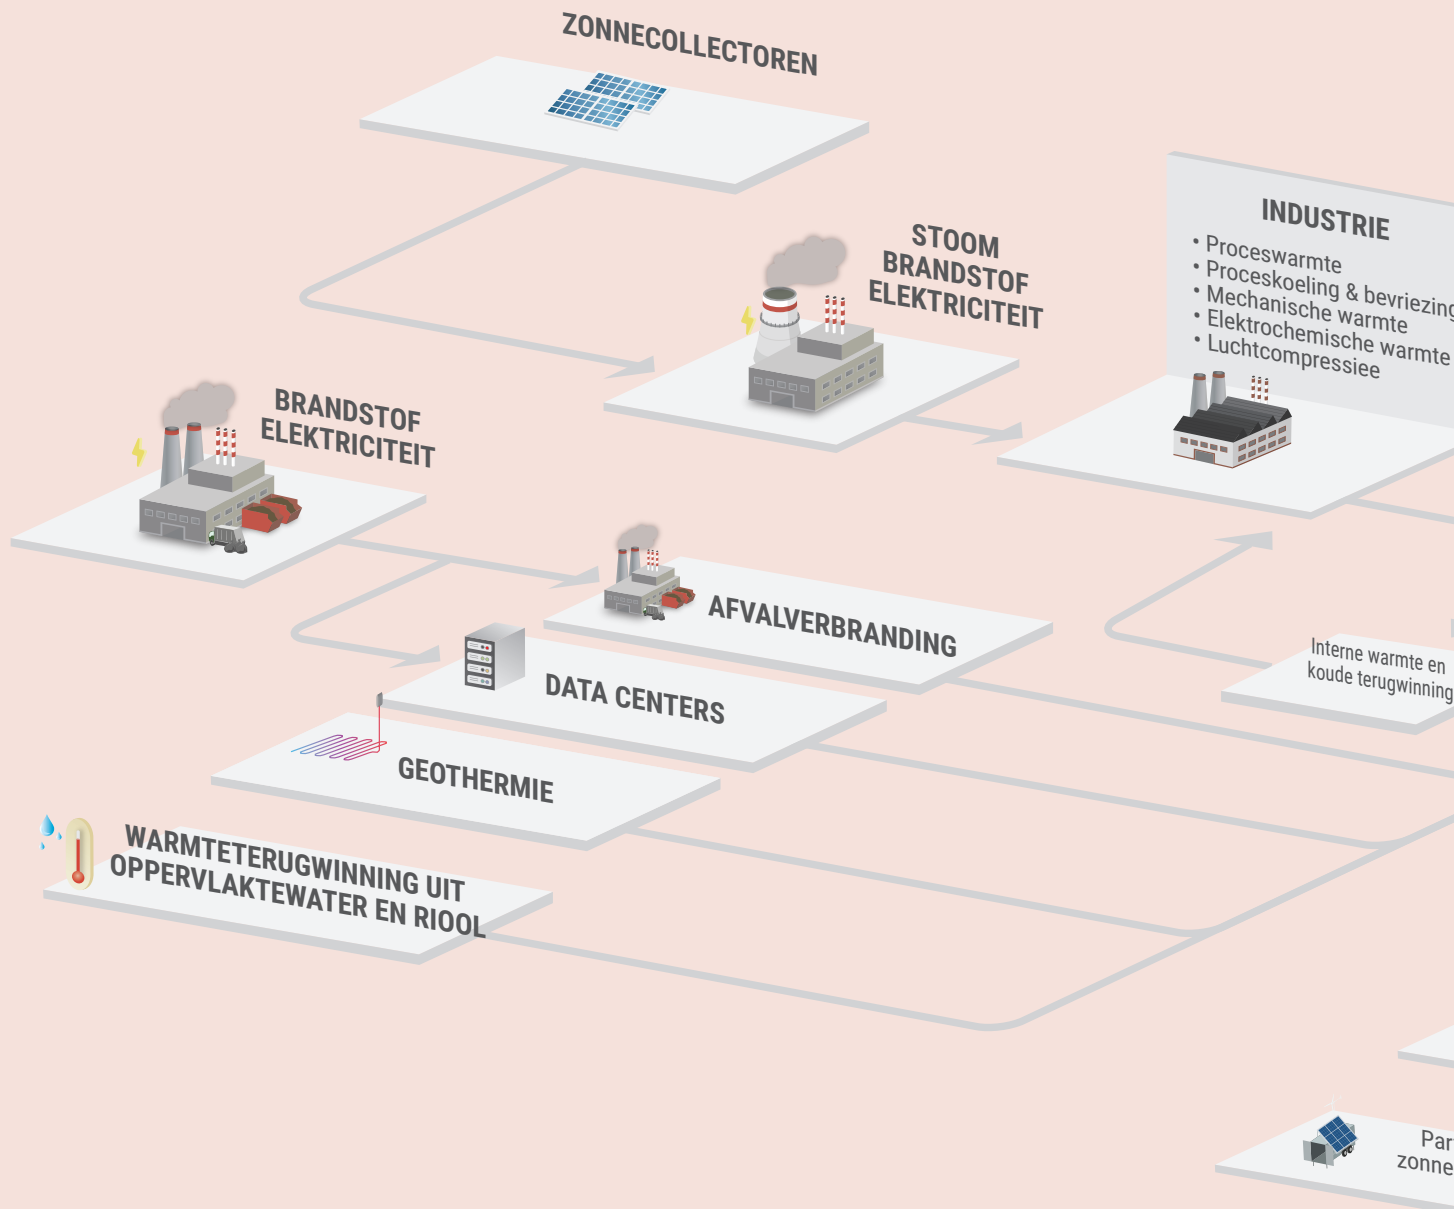 ZONNECOLLECTOREN
STOOM
BRANDSTOF
ELEKTRICITEIT
INDUSTRIE
• Proceswarmte
• Proceskoeling & bevriezing
• Mechanische warmte
• Elektrochemische warmte
• Luchtcompressiee
BRANDSTOF
ELEKTRICITEIT
AFVALVERBRANDING
Interne warmte en
koude terugwinning
DATA CENTERS
GEOTHERMIE
WARMTETERUGWINNING UIT
OPPERVLAKTEWATER EN RIOOL